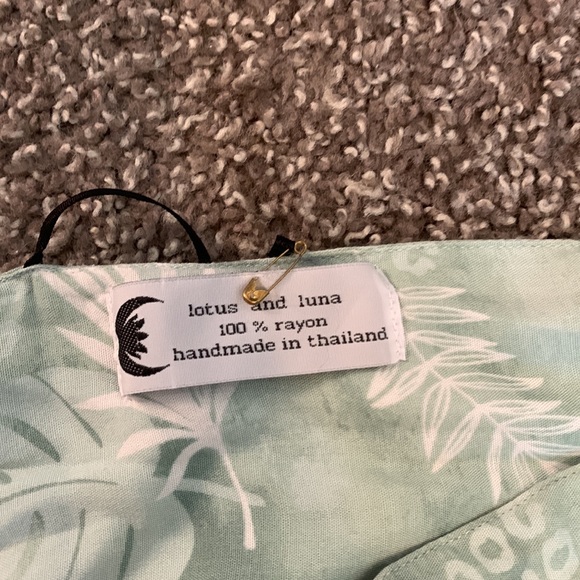 lotus and luna
100 % rayon
handmade in thailand